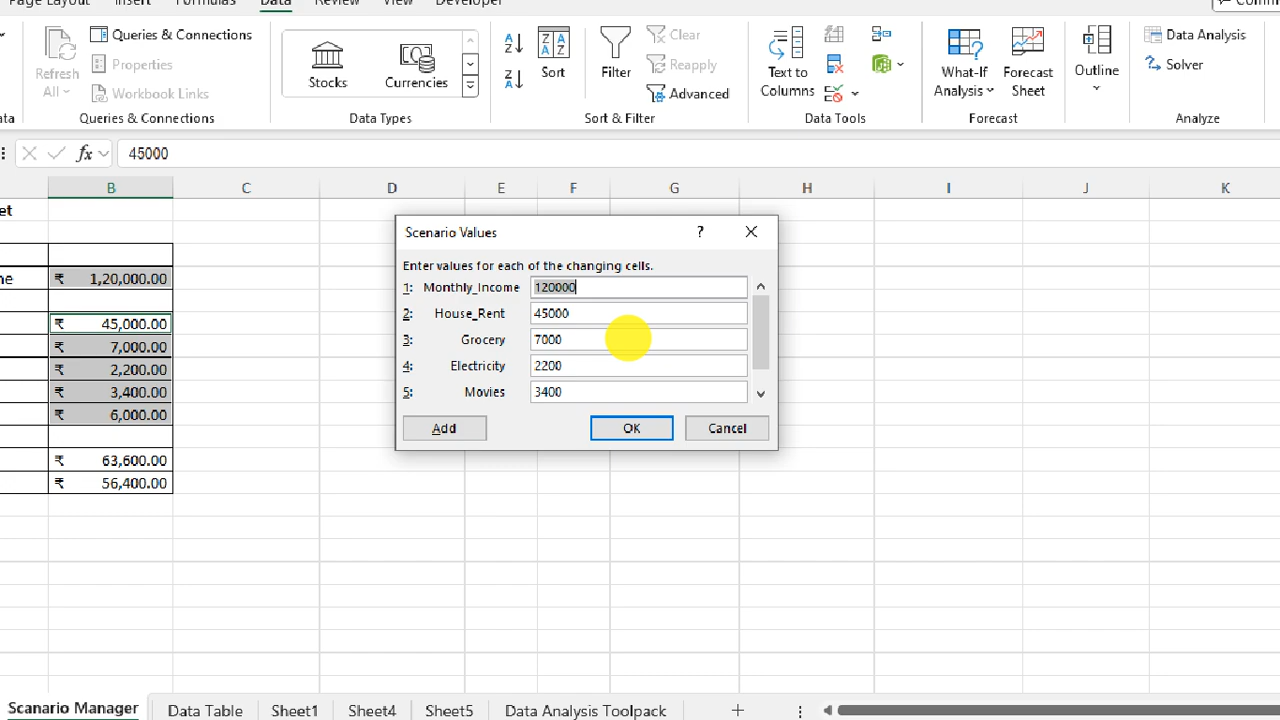 Page Layout Insert Formulas Data Review View Developer
Refresh All
Queries & Connections
Properties
Workbook Links
Queries & Connections
Stocks
Currencies
Data Types
Sort
Filter
Clear
Reapply
Advanced
Sort & Filter
Text to Columns
Data Tools
What-If Analysis
Forecast Sheet
Forecast
Outline
Data Analysis
Solver
Analyze
fx 45000
B C D E F G H I J K
et
ne ₹ 1,20,000.00
₹ 45,000.00
₹ 7,000.00
₹ 2,200.00
₹ 3,400.00
₹ 6,000.00
₹ 63,600.00
₹ 56,400.00
Scenario Values ?
Enter values for each of the changing cells.
1: Monthly_Income 120000
2: House_Rent 45000
3: Grocery 7000
4: Electricity 2200
5: Movies 3400
Add OK Cancel
Scanario Manager Data Table Sheet1 Sheet4 Sheet5 Data Analysis Toolpack